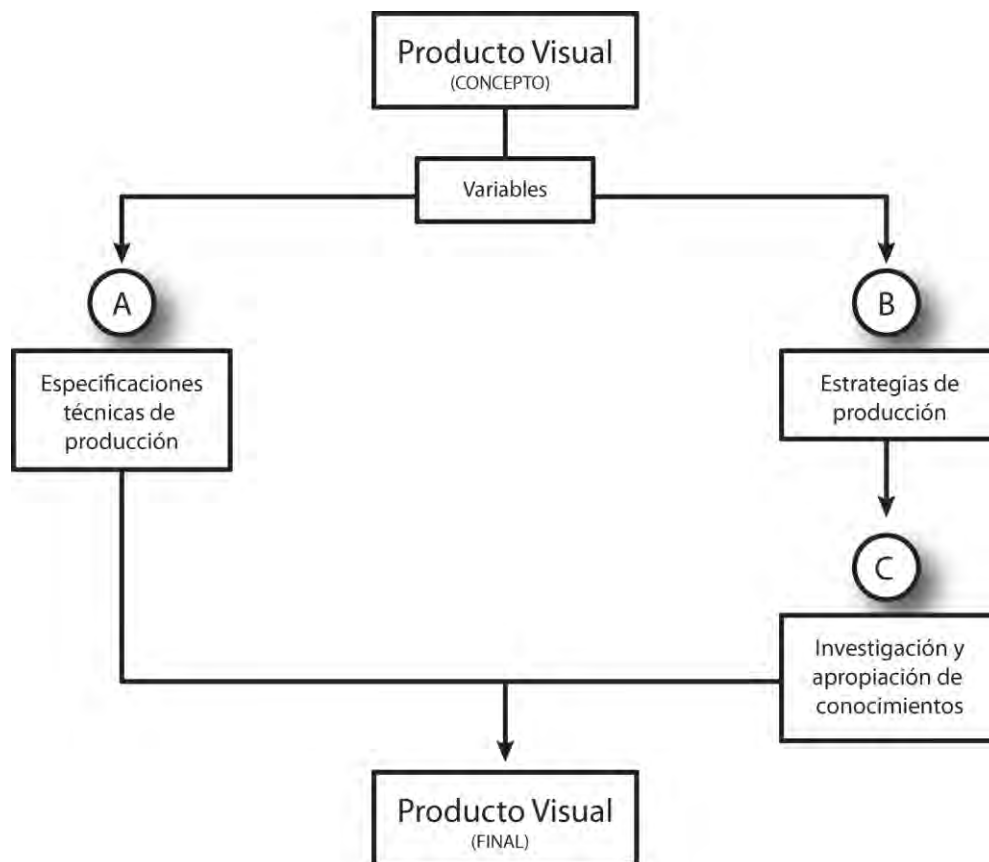 Producto Visual
(CONCEPTO)
Variables
A
B
Especificaciones
técnicas de
producción
Estrategias de
producción
C
Investigación y
apropiación de
conocimientos
Producto Visual
(FINAL)